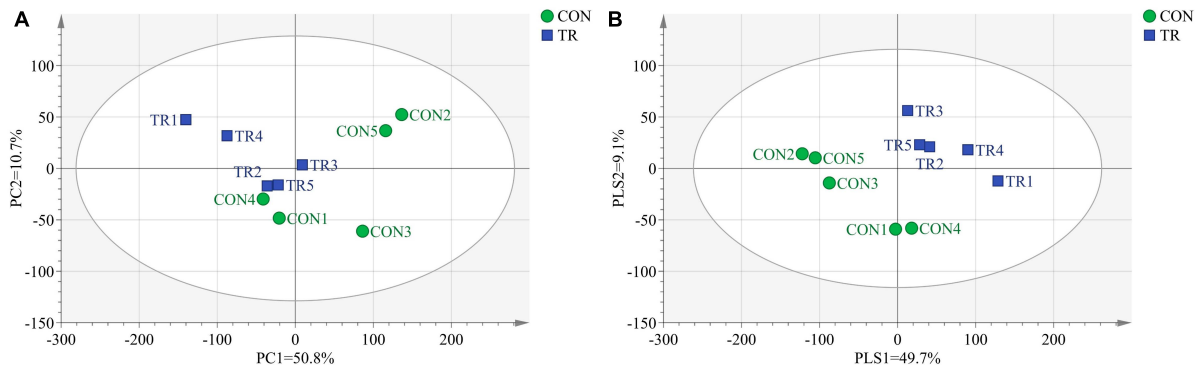 A
CON
TR
100
50
0
-50
-100
-150
-300
-200
-100
0
100
200
PC2=10.7%
PC1=50.8%
TR1
TR4
TR2
TR3
TR5
CON2
CON5
CON4
CON1
CON3
B
CON
TR
100
50
0
-50
-100
-150
-300
-200
-100
0
100
200
PLS2=9.1%
PLS1=49.7%
TR3
TR5
TR2
TR4
TR1
CON2
CON5
CON3
CON1
CON4